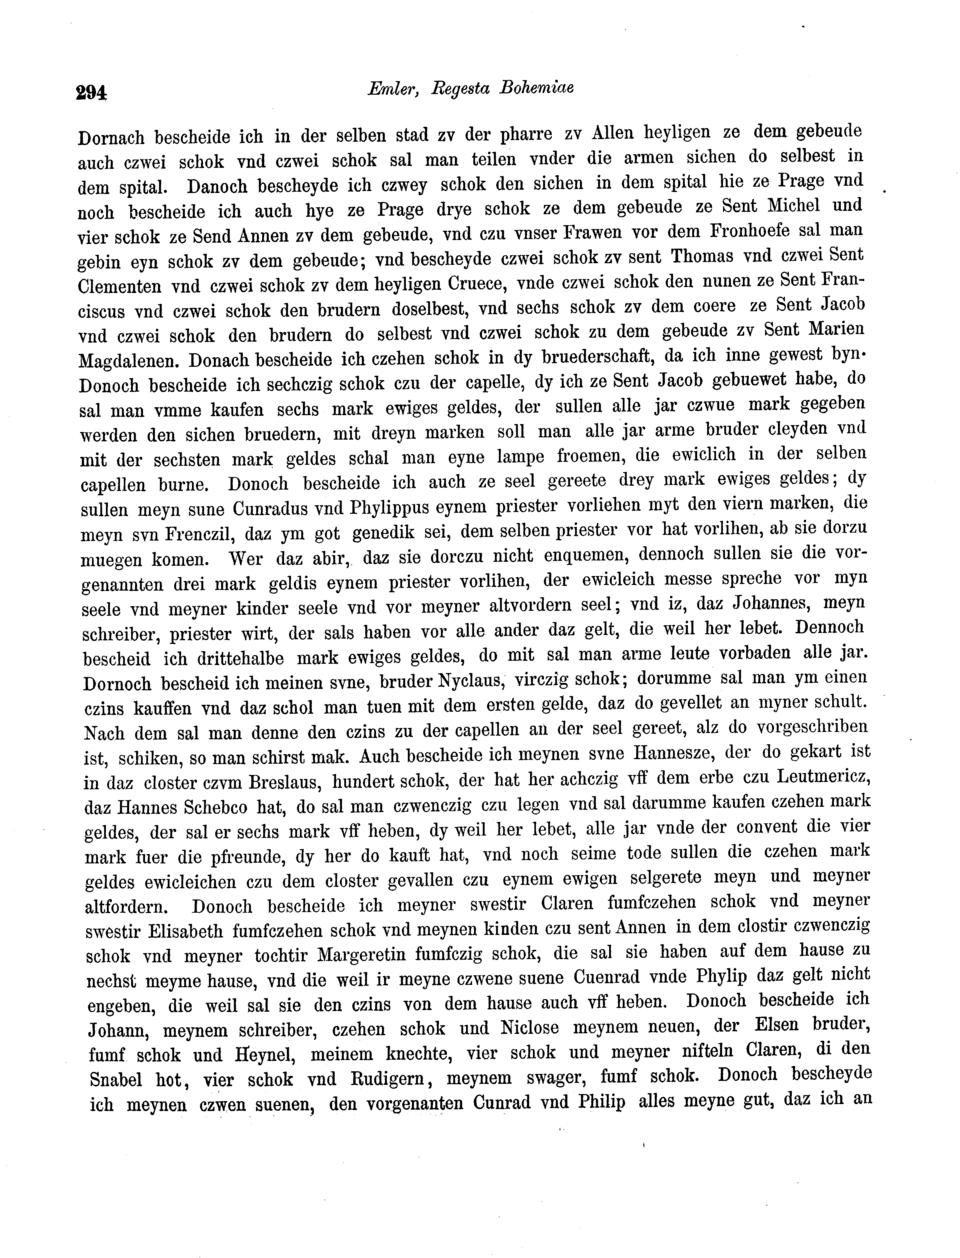 294
Emler, Regesta Bohemiae
Dornach bescheide ich in der selben stad zv der pharre zv Allen heyligen ze dem gebeude
auch czwei schok vnd czwei schok sal man teilen vnder die armen sichen do selbest in
dem spital. Danoch bescheyde ich czwey schok den sichen in dem spital hie ze Prage vnd
noch bescheide ich auch hye ze Prage drye schok ze dem gebeude ze Sent Michel und
vier schok ze Send Annen zv dem gebeude, vnd czu vnser Frawen vor dem Fronhoefe sal man
gebin eyn schok zv dem gebeude; vnd bescheyde czwei schok zv sent Thomas vnd czwei Sent
Clementen vnd czwei schok zv dem heyligen Cruece, vnde czwei schok den nunen ze Sent Fran-
ciscus vnd czwei schok den brudern doselbest, vnd sechs schok zv dem coere ze Sent Jacob
vnd czwei schok den brudern do selbest vnd czwei schok zu dem gebeude zv Sent Marien
Magdalenen. Donach bescheide ich czehen schok in dy bruederschaft, da ich inne gewest byn.
Donoch bescheide ich sechczig schok czu der capelle, dy ich ze Sent Jacob gebuewet habe, do
sal man vmme kaufen sechs mark ewiges geldes, der sullen alle jar czwue mark gegeben
werden den sichen bruedern, mit dreyn marken soll man alle jar arme bruder cleyden vnd
mit der sechsten mark geldes schal man eyne lampe froemen, die ewiclich in der selben
capellen burne. Donoch bescheide ich auch ze seel gereete drey mark ewiges geldes; dy
sullen meyn sune Cunradus vnd Phylippus eynem priester vorliehen myt den viern marken, die
meyn svn Frenczil, daz ym got genedik sei, dem selben priester vor hat vorlihen, ab sie dorzu
muegen komen. Wer daz abir, daz sie dorczu nicht enquemen, dennoch sullen sie die vor-
genannten drei mark geldis eynem priester vorlihen, der ewicleich messe spreche vor myn
seele vnd meyner kinder seele vnd vor meyner altvordern seel; vnd iz, daz Johannes, meyn
schreiber, priester wirt, der sals haben vor alle ander daz gelt, die weil her lebet. Dennoch
bescheid ich drittehalbe mark ewiges geldes, do mit sal man arme leute vorbaden alle jar.
Dornoch bescheid ich meinen svne, bruder Nyclaus, virczig schok; dorumme sal man ym einen
czins kauffen vnd daz schol man tuen mit dem ersten gelde, daz do gevellet an myner schult.
Nach dem sal man denne den czins zu der capellen an der seel gereet, alz do vorgeschriben
ist, schiken, so man schirst mak. Auch bescheide ich meynen svne Hannesze, der do gekart ist
in daz closter czvm Breslaus, hundert schok, der hat her achczig vff dem erbe czu Leutmericz,
daz Hannes Schebco hat, do sal man czwenczig czu legen vnd sal darumme kaufen czehen mark
geldes, der sal er sechs mark vff heben, dy weil her lebet, alle jar vnde der convent die vier
mark fuer die pfreunde, dy her do kauft hat, vnd noch seime tode sullen die czehen mark
geldes ewicleichen czu dem closter gevallen czu eynem ewigen selgerete meyn und meyner
altfordern. Donoch bescheide ich meyner swestir Claren fumfczehen schok vnd meyner
swestir Elisabeth fumfczehen schok vnd meynen kinden czu sent Annen in dem clostir czwenczig
schok vnd meyner tochtir Margeretin fumfczig schok, die sal sie haben auf dem hause zu
nechst meyme hause, vnd die weil ir meyne czwene suene Cuenrad vnde Phylip daz gelt nicht
engeben, die weil sal sie den czins von dem hause auch vff heben. Donoch bescheide ich
Johann, meynem schreiber, czehen schok und Niclose meynem neuen, der Elsen bruder,
fumf schok und Heynel, meinem knechte, vier schok und meyner nifteln Claren, di den
Snabel hot, vier schok vnd Rudigern, meynem swager, fumf schok. Donoch bescheyde
ich meynen czwen suenen, den vorgenanten Cunrad vnd Philip alles meyne gut, daz ich an